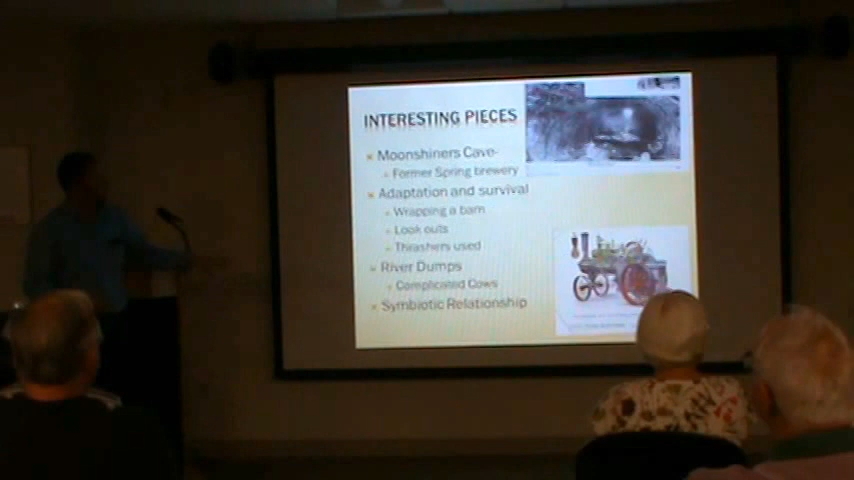 INTERESTING PIECES
Moonshiners Cave-
Former Spring brewery
Adaptation and survival
Wrapping a barn
Look outs
Thrashers used
River Dumps
Complicated Cows
Symbiotic Relationship